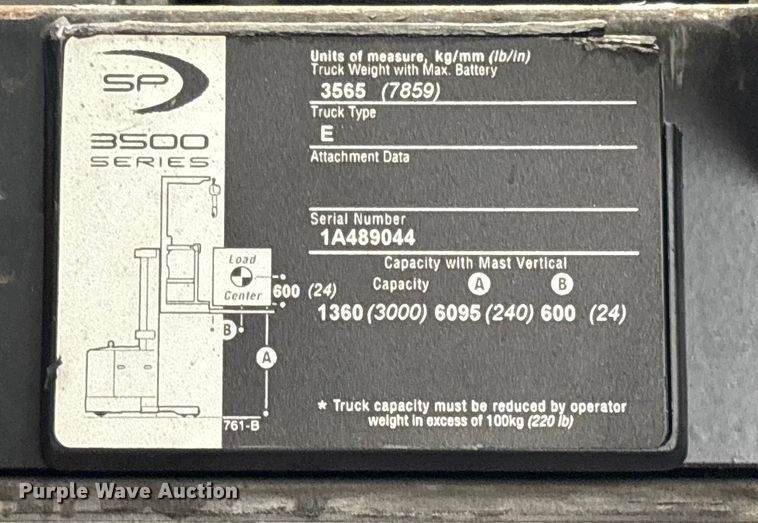 SP
3500
SERIES
Units of measure, kg/mm (lb/in)
Truck Weight with Max. Battery
3565 (7859)
Truck Type
E
Attachment Data
Serial Number
1A489044
Capacity with Mast Vertical
Capacity A B
1360 (3000) 6095 (240) 600 (24)
Load
Center
600 (24)
B
A
761-B
* Truck capacity must be reduced by operator
weight in excess of 100kg (220 lb)
Purple Wave Auction